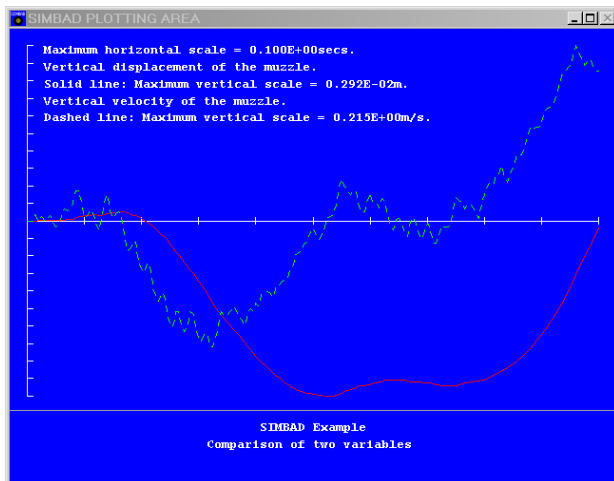 SIMBAD PLOTTING AREA
Maximum horizontal scale = 0.100E+00secs.
Vertical displacement of the muzzle.
Solid line: Maximum vertical scale = 0.292E-02m.
Vertical velocity of the muzzle.
Dashed line: Maximum vertical scale = 0.215E+00m/s.
SIMBAD Example
Comparison of two variables